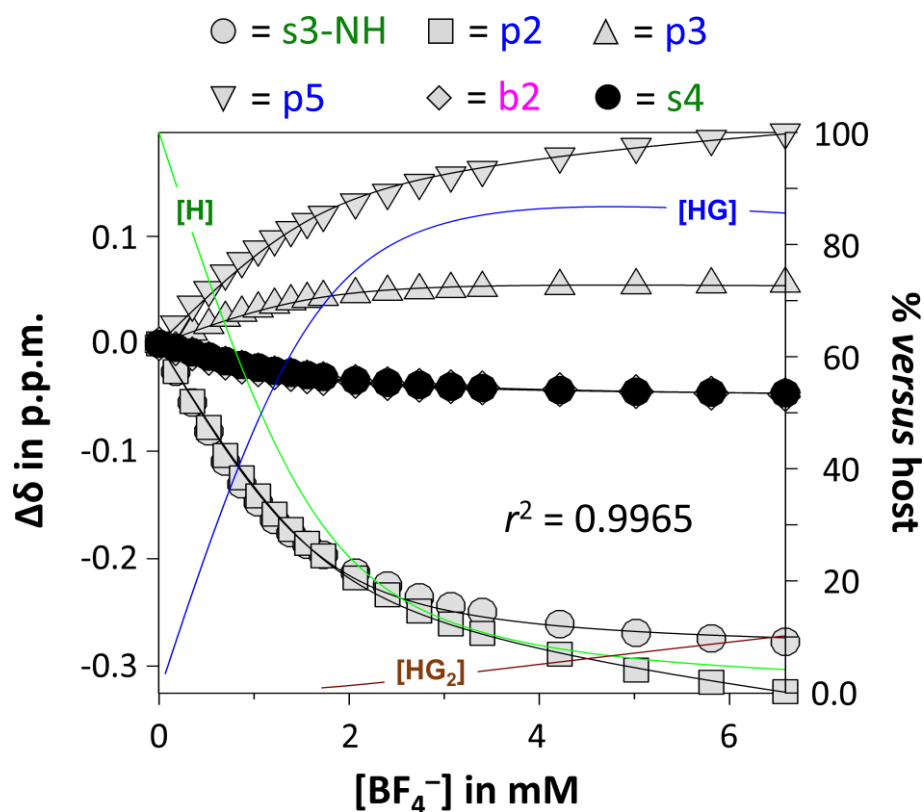 = s3-NH = p2 = p3
= p5 = b2 = s4
100
[H]
[HG]
0.1
80
0.0
60
-0.1
40
r² = 0.9965
-0.2
20
[HG₂]
-0.3
0.0
0 2 4 6
[BF₄⁻] in mM
Δδ in p.p.m.
% versus host